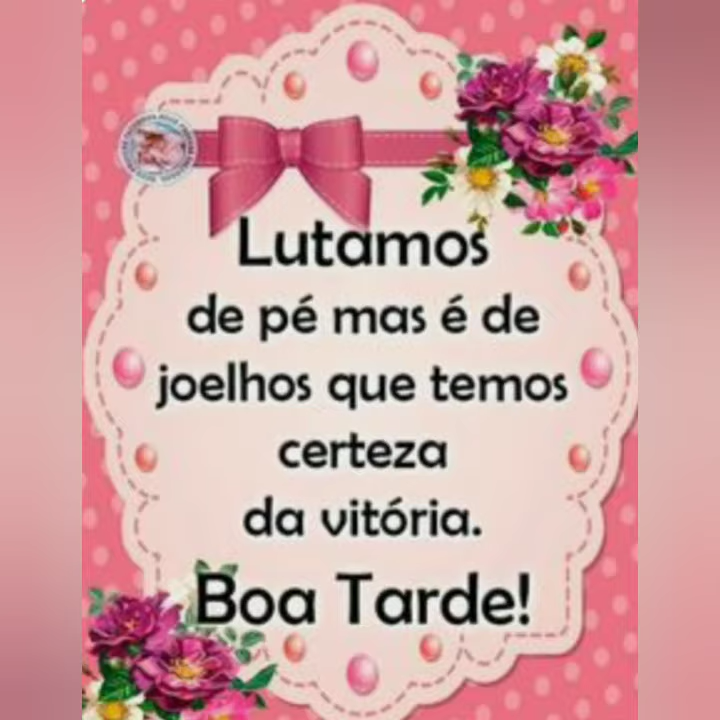 Lutamos
de pé mas é de
joelhos que temos
certeza
da vitória.
Boa Tarde!